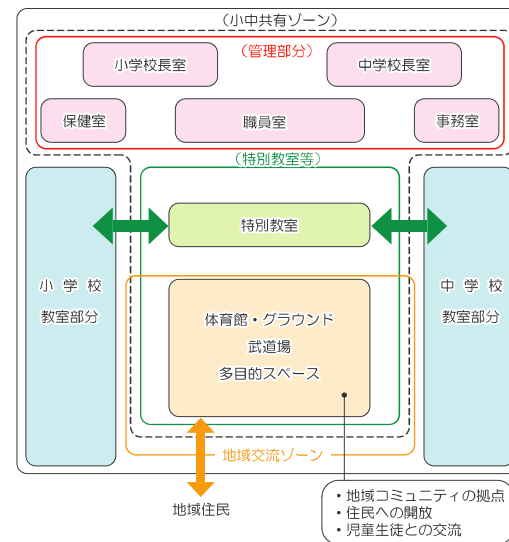 （小中共有ゾーン）
（管理部分）
小学校長室
中学校長室
保健室
職員室
事務室
（特別教室等）
特別教室
小学校
教室部分
中学校
教室部分
体育館・グラウンド
武道場
多目的スペース
地域交流ゾーン
地域住民
・地域コミュニティの拠点
・住民への開放
・児童生徒との交流